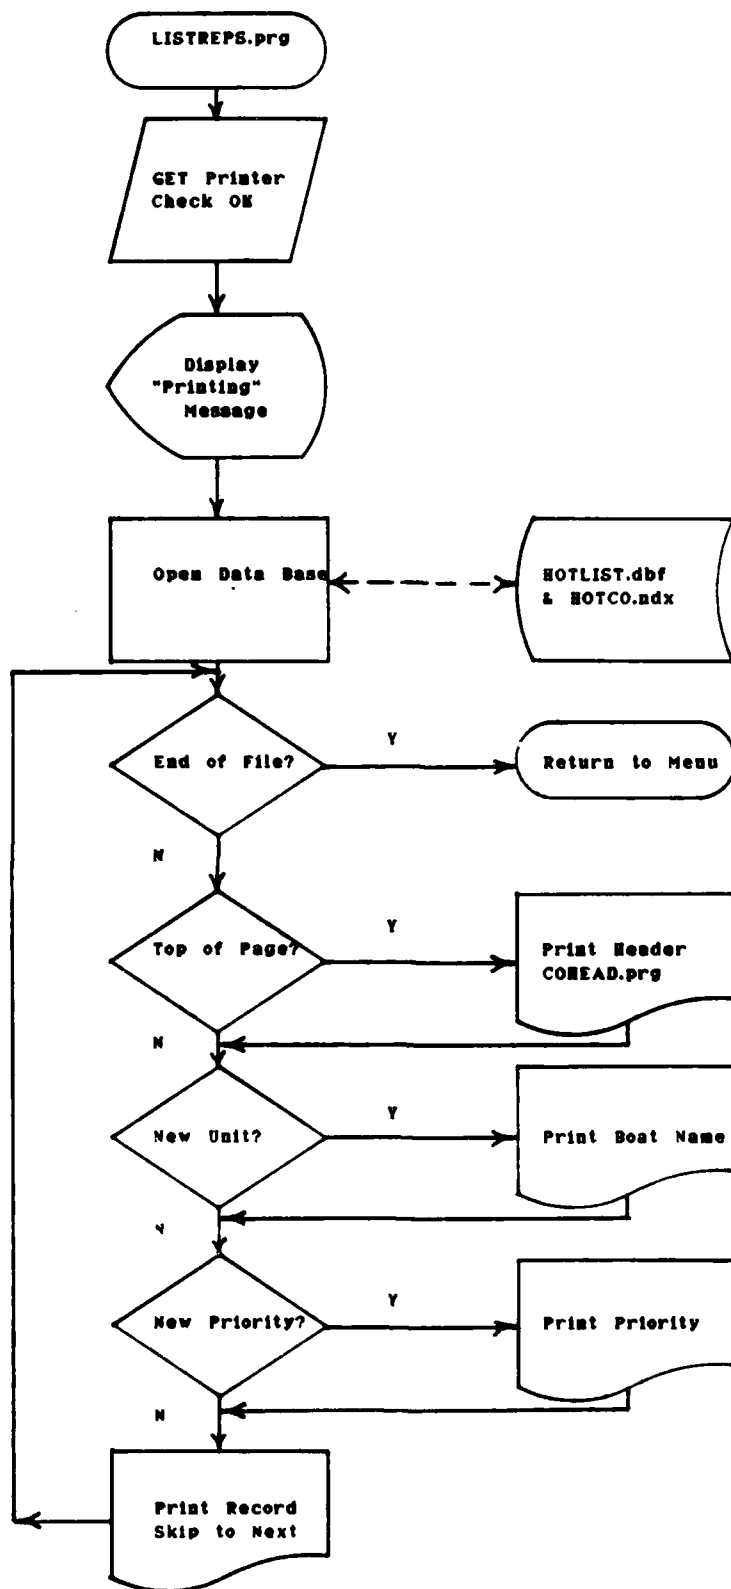 LISTREPS.prg
GET Printer
Check OK
Display
"Printing"
Message
Open Data Base
HOTLIST.dbf
& HOTCO.ndx
End of File?
Y
Return to Menu
N
Top of Page?
Y
Print Header
COHEAD.prg
N
New Unit?
Y
Print Boat Name
N
New Priority?
Y
Print Priority
N
Print Record
Skip to Next